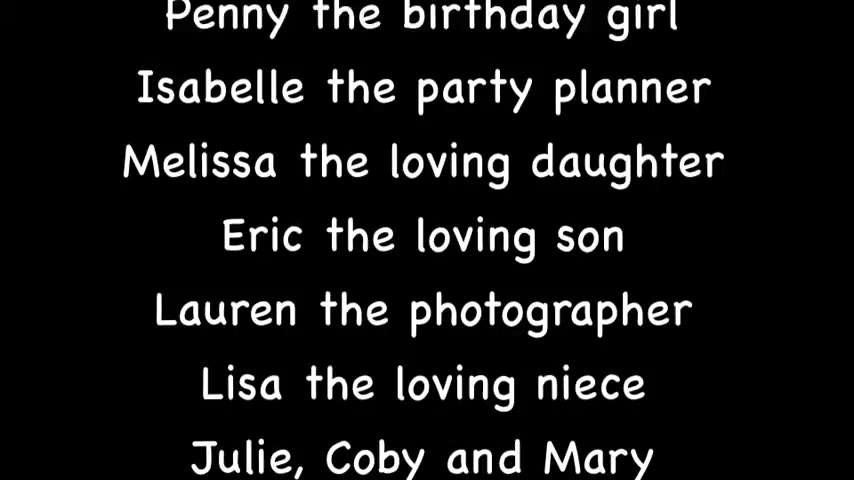 Penny the birthday girl
Isabelle the party planner
Melissa the loving daughter
Eric the loving son
Lauren the photographer
Lisa the loving niece
Julie, Coby and Mary